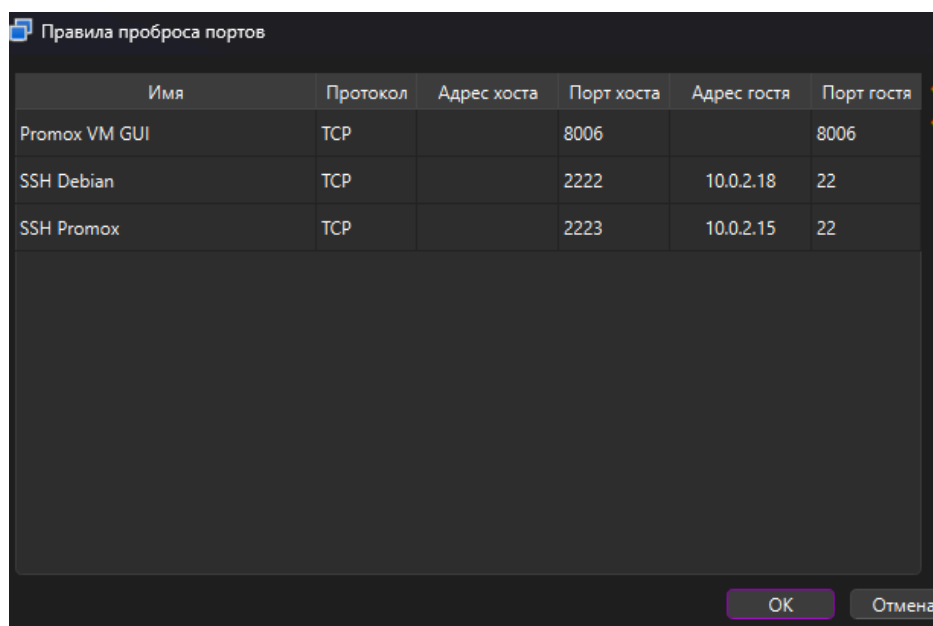 Правила проброса портов
Имя Протокол Адрес хоста Порт хоста Адрес гостя Порт гостя
Promox VM GUI TCP 8006 8006
SSH Debian TCP 2222 10.0.2.18 22
SSH Promox TCP 2223 10.0.2.15 22
OK Отмена